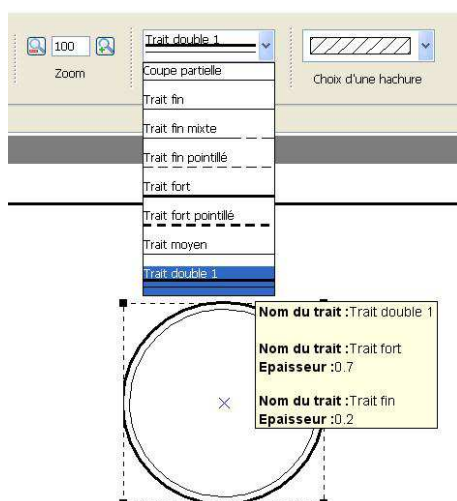 100
Zoom
Trait double 1
Choix d'une hachure
Coupe partielle
Trait fin
Trait fin mixte
Trait fin pointillé
Trait fort
Trait fort pointillé
Trait moyen
Trait double 1
Nom du trait :Trait double 1
Nom du trait :Trait fort
Epaisseur :0.7
Nom du trait :Trait fin
Epaisseur :0.2